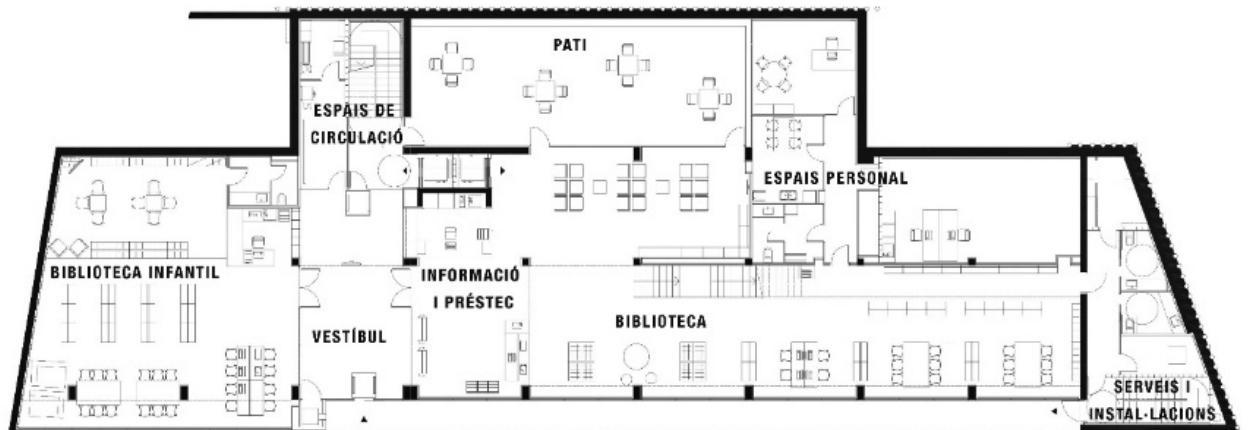 PATI
ESPAIS DE
CIRCULACIÓ
ESPAIS PERSONAL
BIBLIOTECA INFANTIL
INFORMACIÓ
I PRÉSTEC
VESTÍBUL
BIBLIOTECA
SERVEIS I
INSTAL·LACIONS